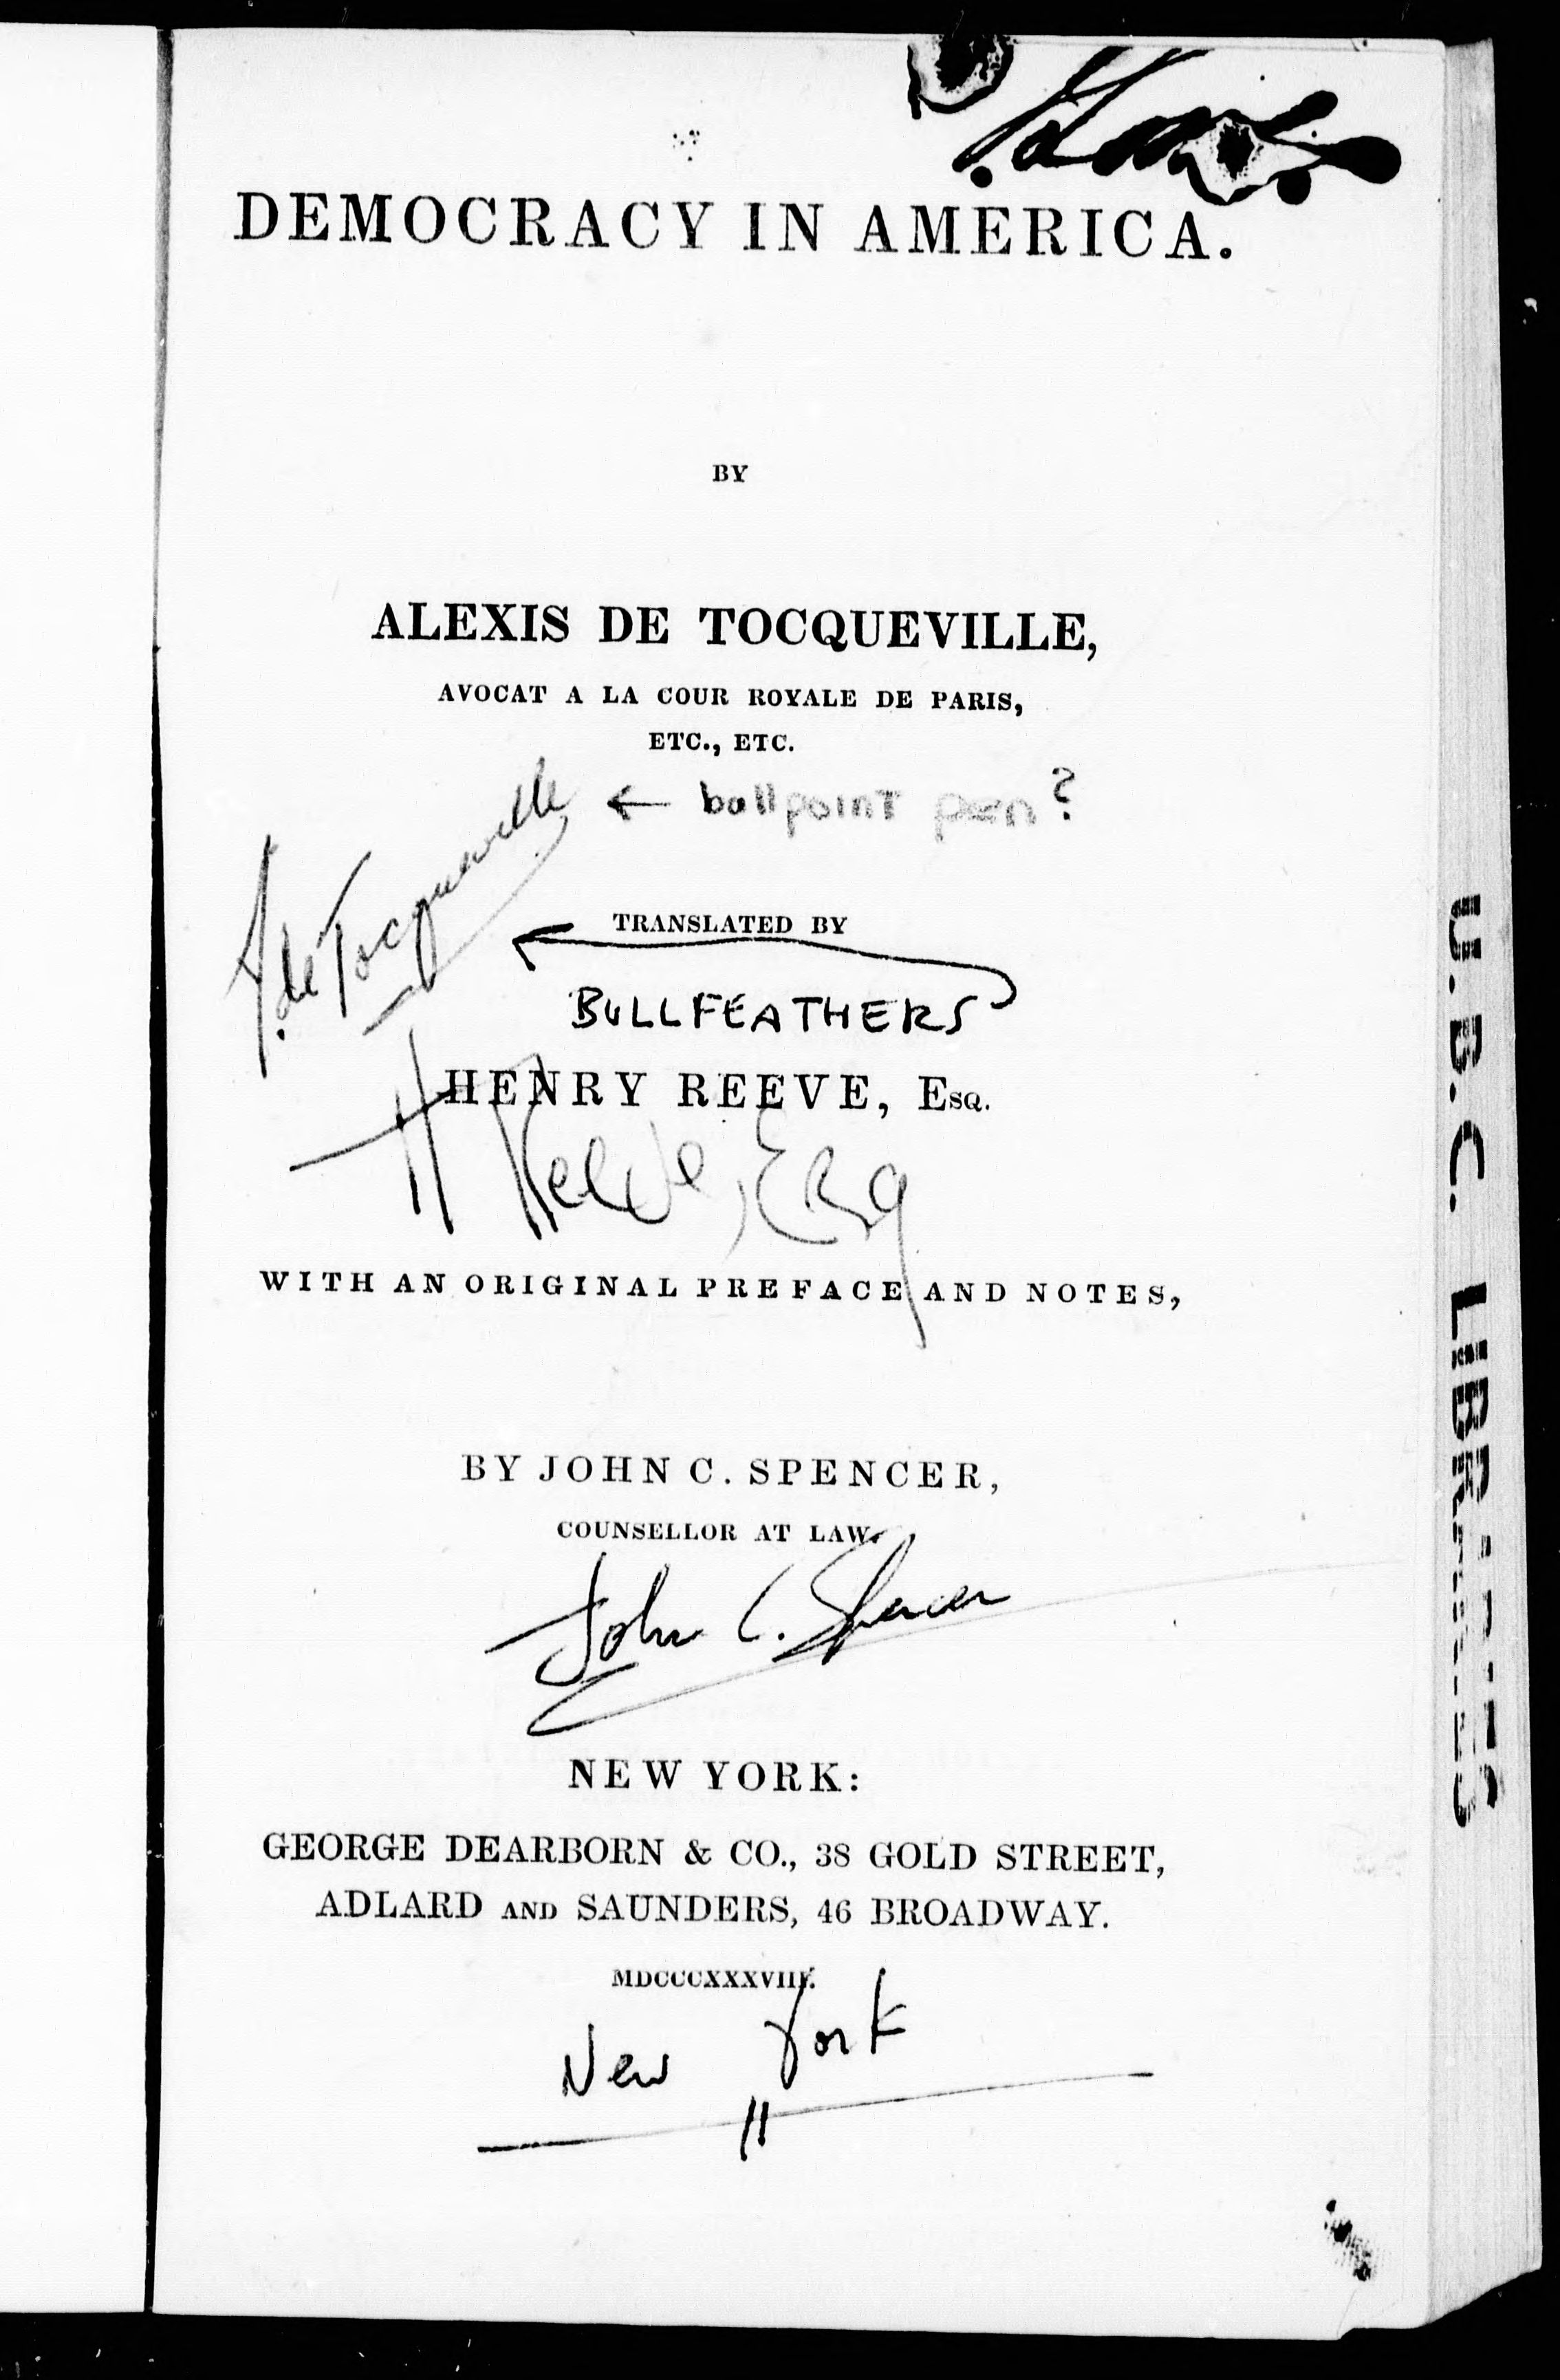 DEMOCRACY IN AMERICA.
BY
ALEXIS DE TOCQUEVILLE,
AVOCAT A LA COUR ROYALE DE PARIS,
ETC., ETC.
A. de Tocqueville
← ballpoint pen?
TRANSLATED BY
BULLFEATHERS
HENRY REEVE, Esq.
H Reeve, Esq
WITH AN ORIGINAL PREFACE AND NOTES,
BY JOHN C. SPENCER,
COUNSELLOR AT LAW.
John C. Spencer
NEW YORK:
GEORGE DEARBORN & CO., 38 GOLD STREET,
ADLARD AND SAUNDERS, 46 BROADWAY.
MDCCCXXXVIII.
New York
U.B.C. LIBRARIES